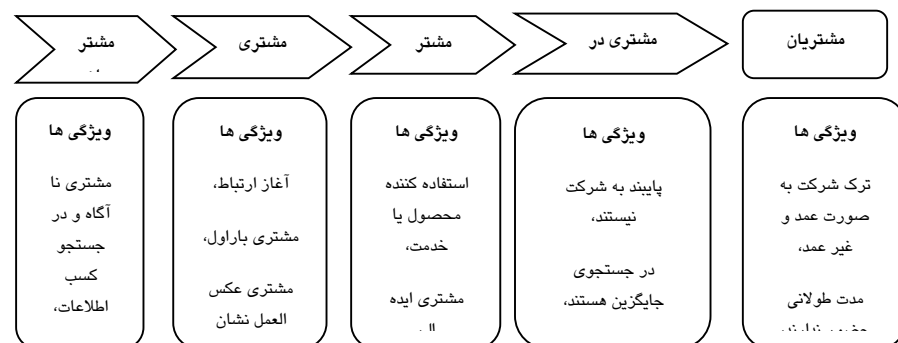 مشتر
مشتری
مشتر
مشتری در
مشتریان
ویژگی ها
مشتری نا
آگاه و در
جستجو
کسب
اطلاعات،
ویژگی ها
آغاز ارتباط،
مشتری باراول،
مشتری عکس
العمل نشان
ویژگی ها
استفاده کننده
محصول یا
خدمت،
مشتری ایده
ویژگی ها
پایبند به شرکت
نیستند،
در جستجوی
جایگزین هستند،
ویژگی ها
ترک شرکت به
صورت عمد و
غیر عمد،
مدت طولانی